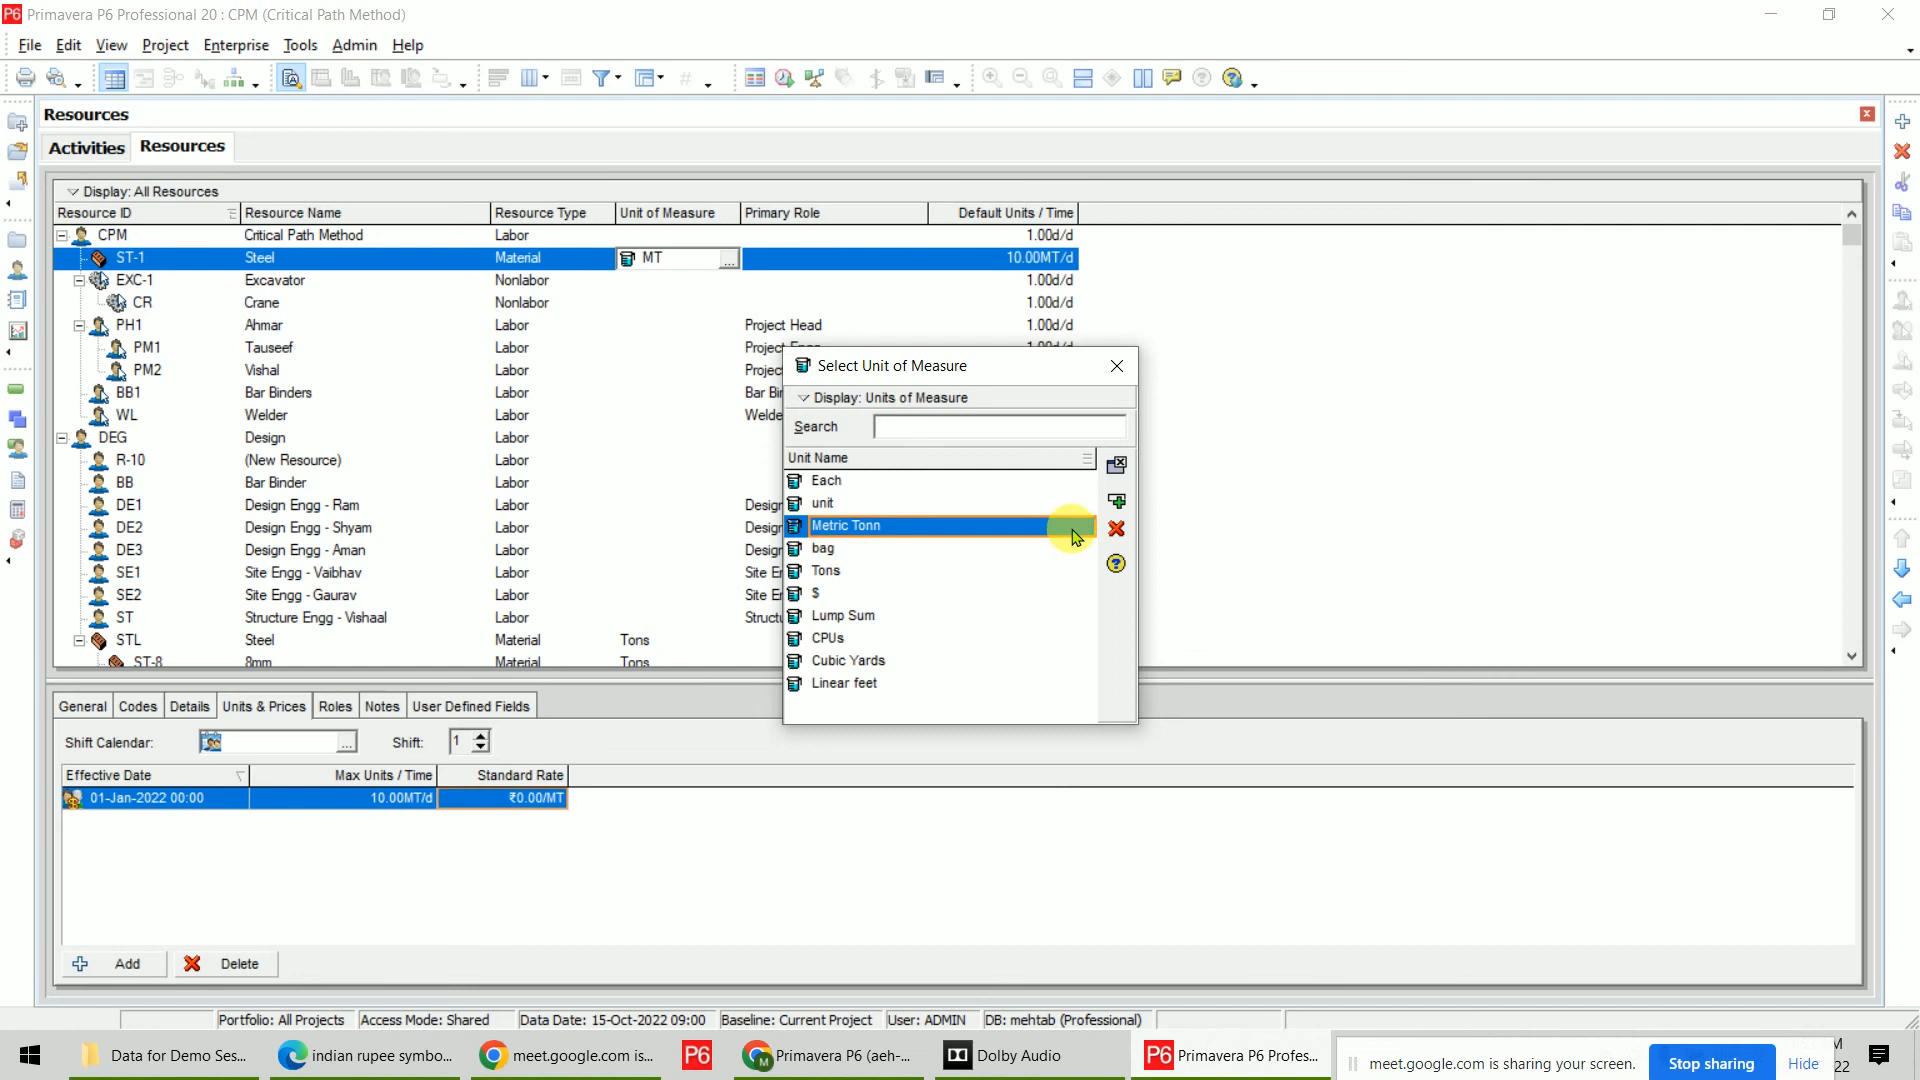 P6 Primavera P6 Professional 20 : CPM (Critical Path Method)
File Edit View Project Enterprise Tools Admin Help
Resources
Activities Resources
Display: All Resources
Resource ID Resource Name Resource Type Unit of Measure Primary Role Default Units / Time
CPM Critical Path Method Labor 1.00d/d
ST-1 Steel Material MT ... 10.00MT/d
EXC-1 Excavator Nonlabor 1.00d/d
CR Crane Nonlabor 1.00d/d
PH1 Ahmar Labor Project Head 1.00d/d
PM1 Tauseef Labor
PM2 Vishal Labor
BB1 Bar Binders Labor
WL Welder Labor
DEG Design Labor
R-10 (New Resource) Labor
BB Bar Binder Labor
DE1 Design Engg - Ram Labor
DE2 Design Engg - Shyam Labor
DE3 Design Engg - Aman Labor
SE1 Site Engg - Vaibhav Labor
SE2 Site Engg - Gaurav Labor
ST Structure Engg - Vishaal Labor
STL Steel Material Tons
ST-8 8mm Material Tons
Select Unit of Measure
Display: Units of Measure
Search
Unit Name
Each
unit
Metric Tonn
bag
Tons
$
Lump Sum
CPUs
Cubic Yards
Linear feet
General Codes Details Units & Prices Roles Notes User Defined Fields
Shift Calendar: ... Shift: 1
Effective Date Max Units / Time Standard Rate
01-Jan-2022 00:00 10.00MT/d ₹0.00/MT
Add Delete
Portfolio: All Projects Access Mode: Shared Data Date: 15-Oct-2022 09:00 Baseline: Current Project User: ADMIN DB: mehtab (Professional)
Data for Demo Ses... indian rupee symbo... meet.google.com is... P6 Primavera P6 (aeh-... Dolby Audio P6 Primavera P6 Profes... meet.google.com is sharing your screen. Stop sharing Hide 22